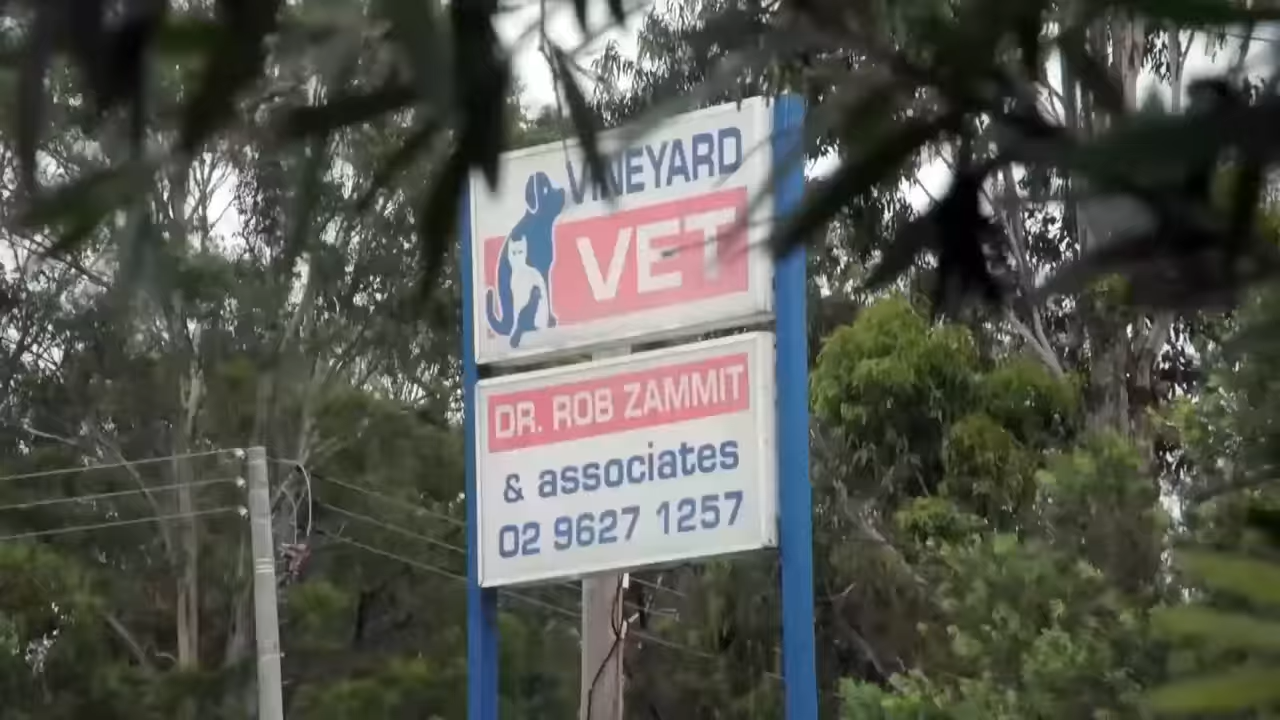 VINEYARD
VET
DR. ROB ZAMMIT
& associates
02 9627 1257